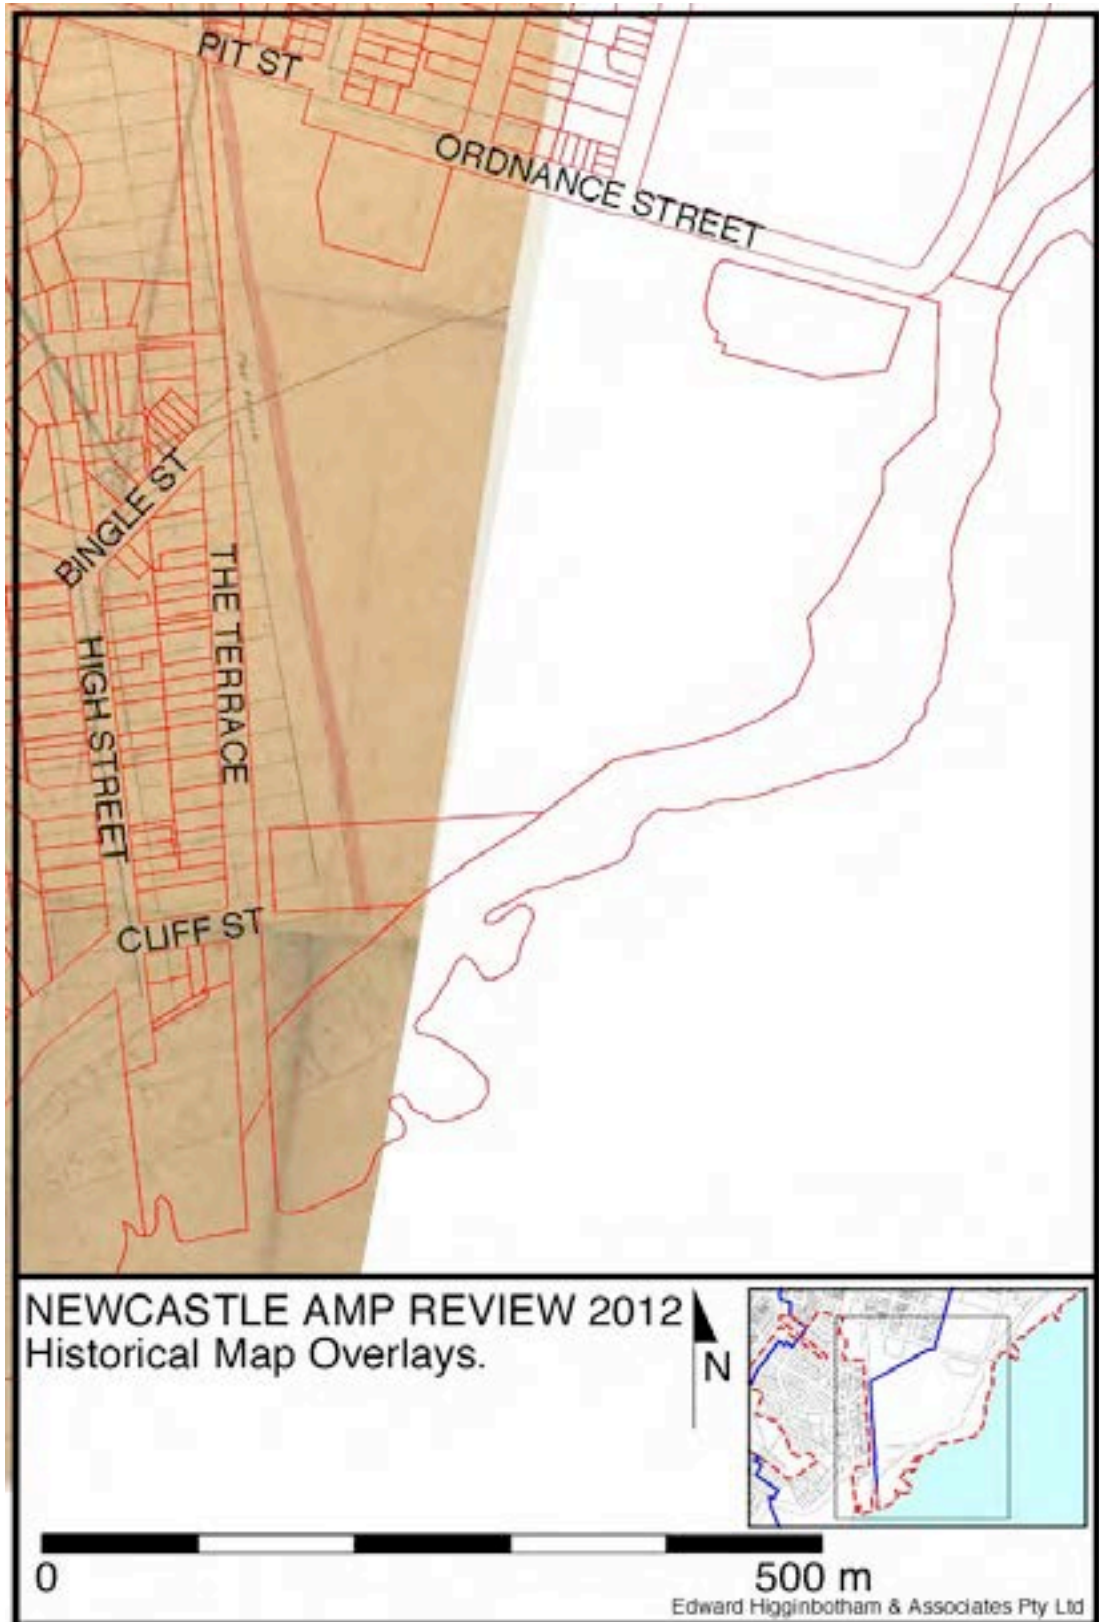 PIT ST
ORDNANCE STREET
BINGLE ST
THE TERRACE
HIGH STREET
CLIFF ST
NEWCASTLE AMP REVIEW 2012
Historical Map Overlays.
N
0
500 m
Edward Higginbotham & Associates Pty Ltd